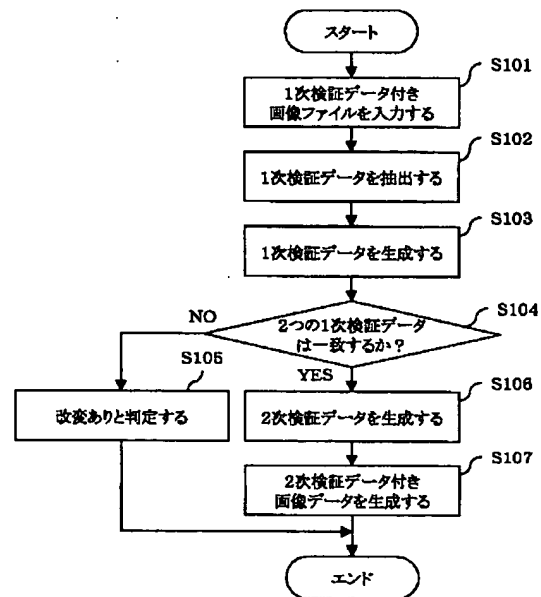 スタート
S101
1次検証データ付き
画像ファイルを入力する
S102
1次検証データを抽出する
S103
1次検証データを生成する
S104
2つの1次検証データ
は一致するか？
NO
YES
S105
改変ありと判定する
S106
2次検証データを生成する
S107
2次検証データ付き
画像データを生成する
エンド